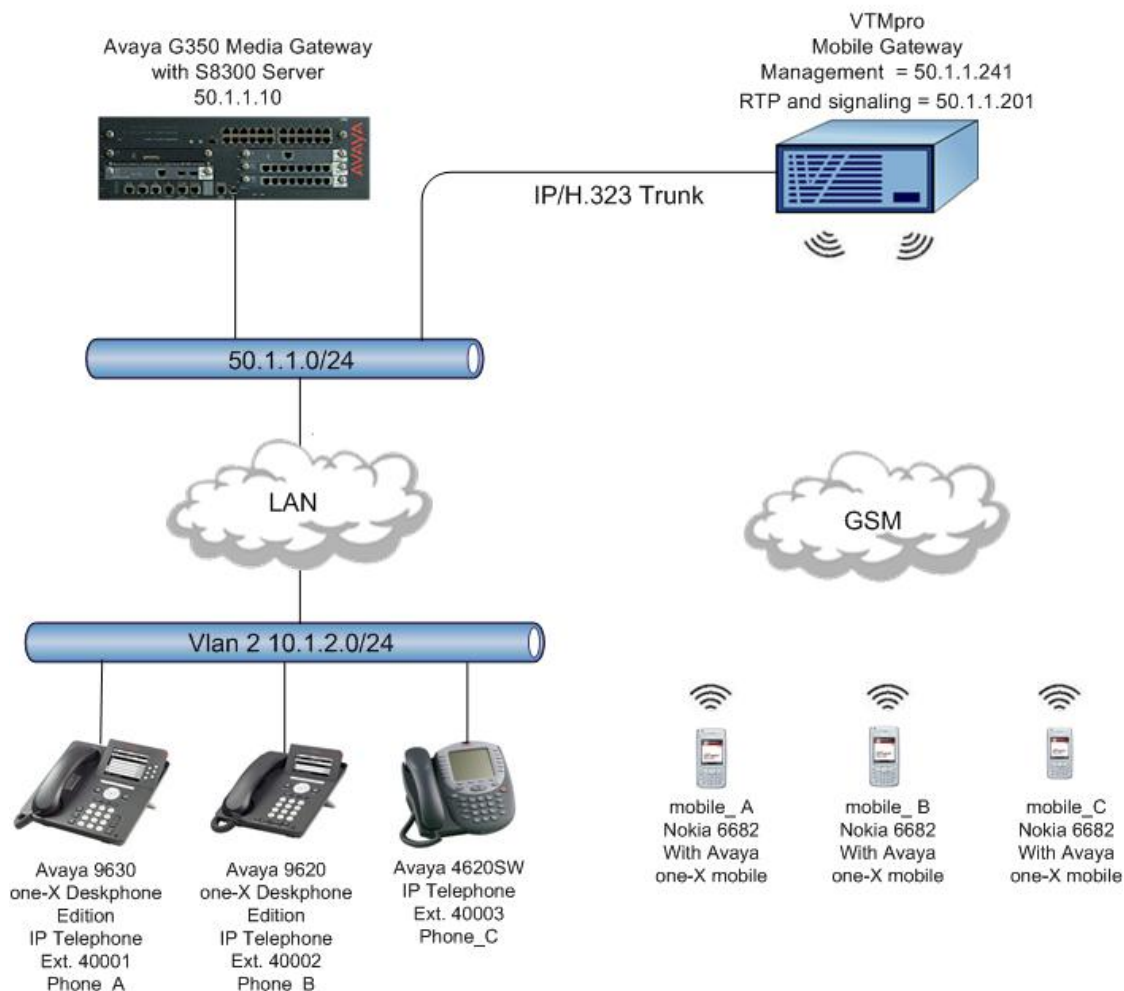 Avaya G350 Media Gateway
with S8300 Server
50.1.1.10
AVAYA
VTMpro
Mobile Gateway
Management = 50.1.1.241
RTP and signaling = 50.1.1.201
IP/H.323 Trunk
50.1.1.0/24
LAN
GSM
Vlan 2 10.1.2.0/24
Avaya 9630
one-X Deskphone
Edition
IP Telephone
Ext. 40001
Phone_A
Avaya 9620
one-X Deskphone
Edition
IP Telephone
Ext. 40002
Phone_B
Avaya 4620SW
IP Telephone
Ext. 40003
Phone_C
mobile_A
Nokia 6682
With Avaya
one-X mobile
mobile_B
Nokia 6682
With Avaya
one-X mobile
mobile_C
Nokia 6682
With Avaya
one-X mobile